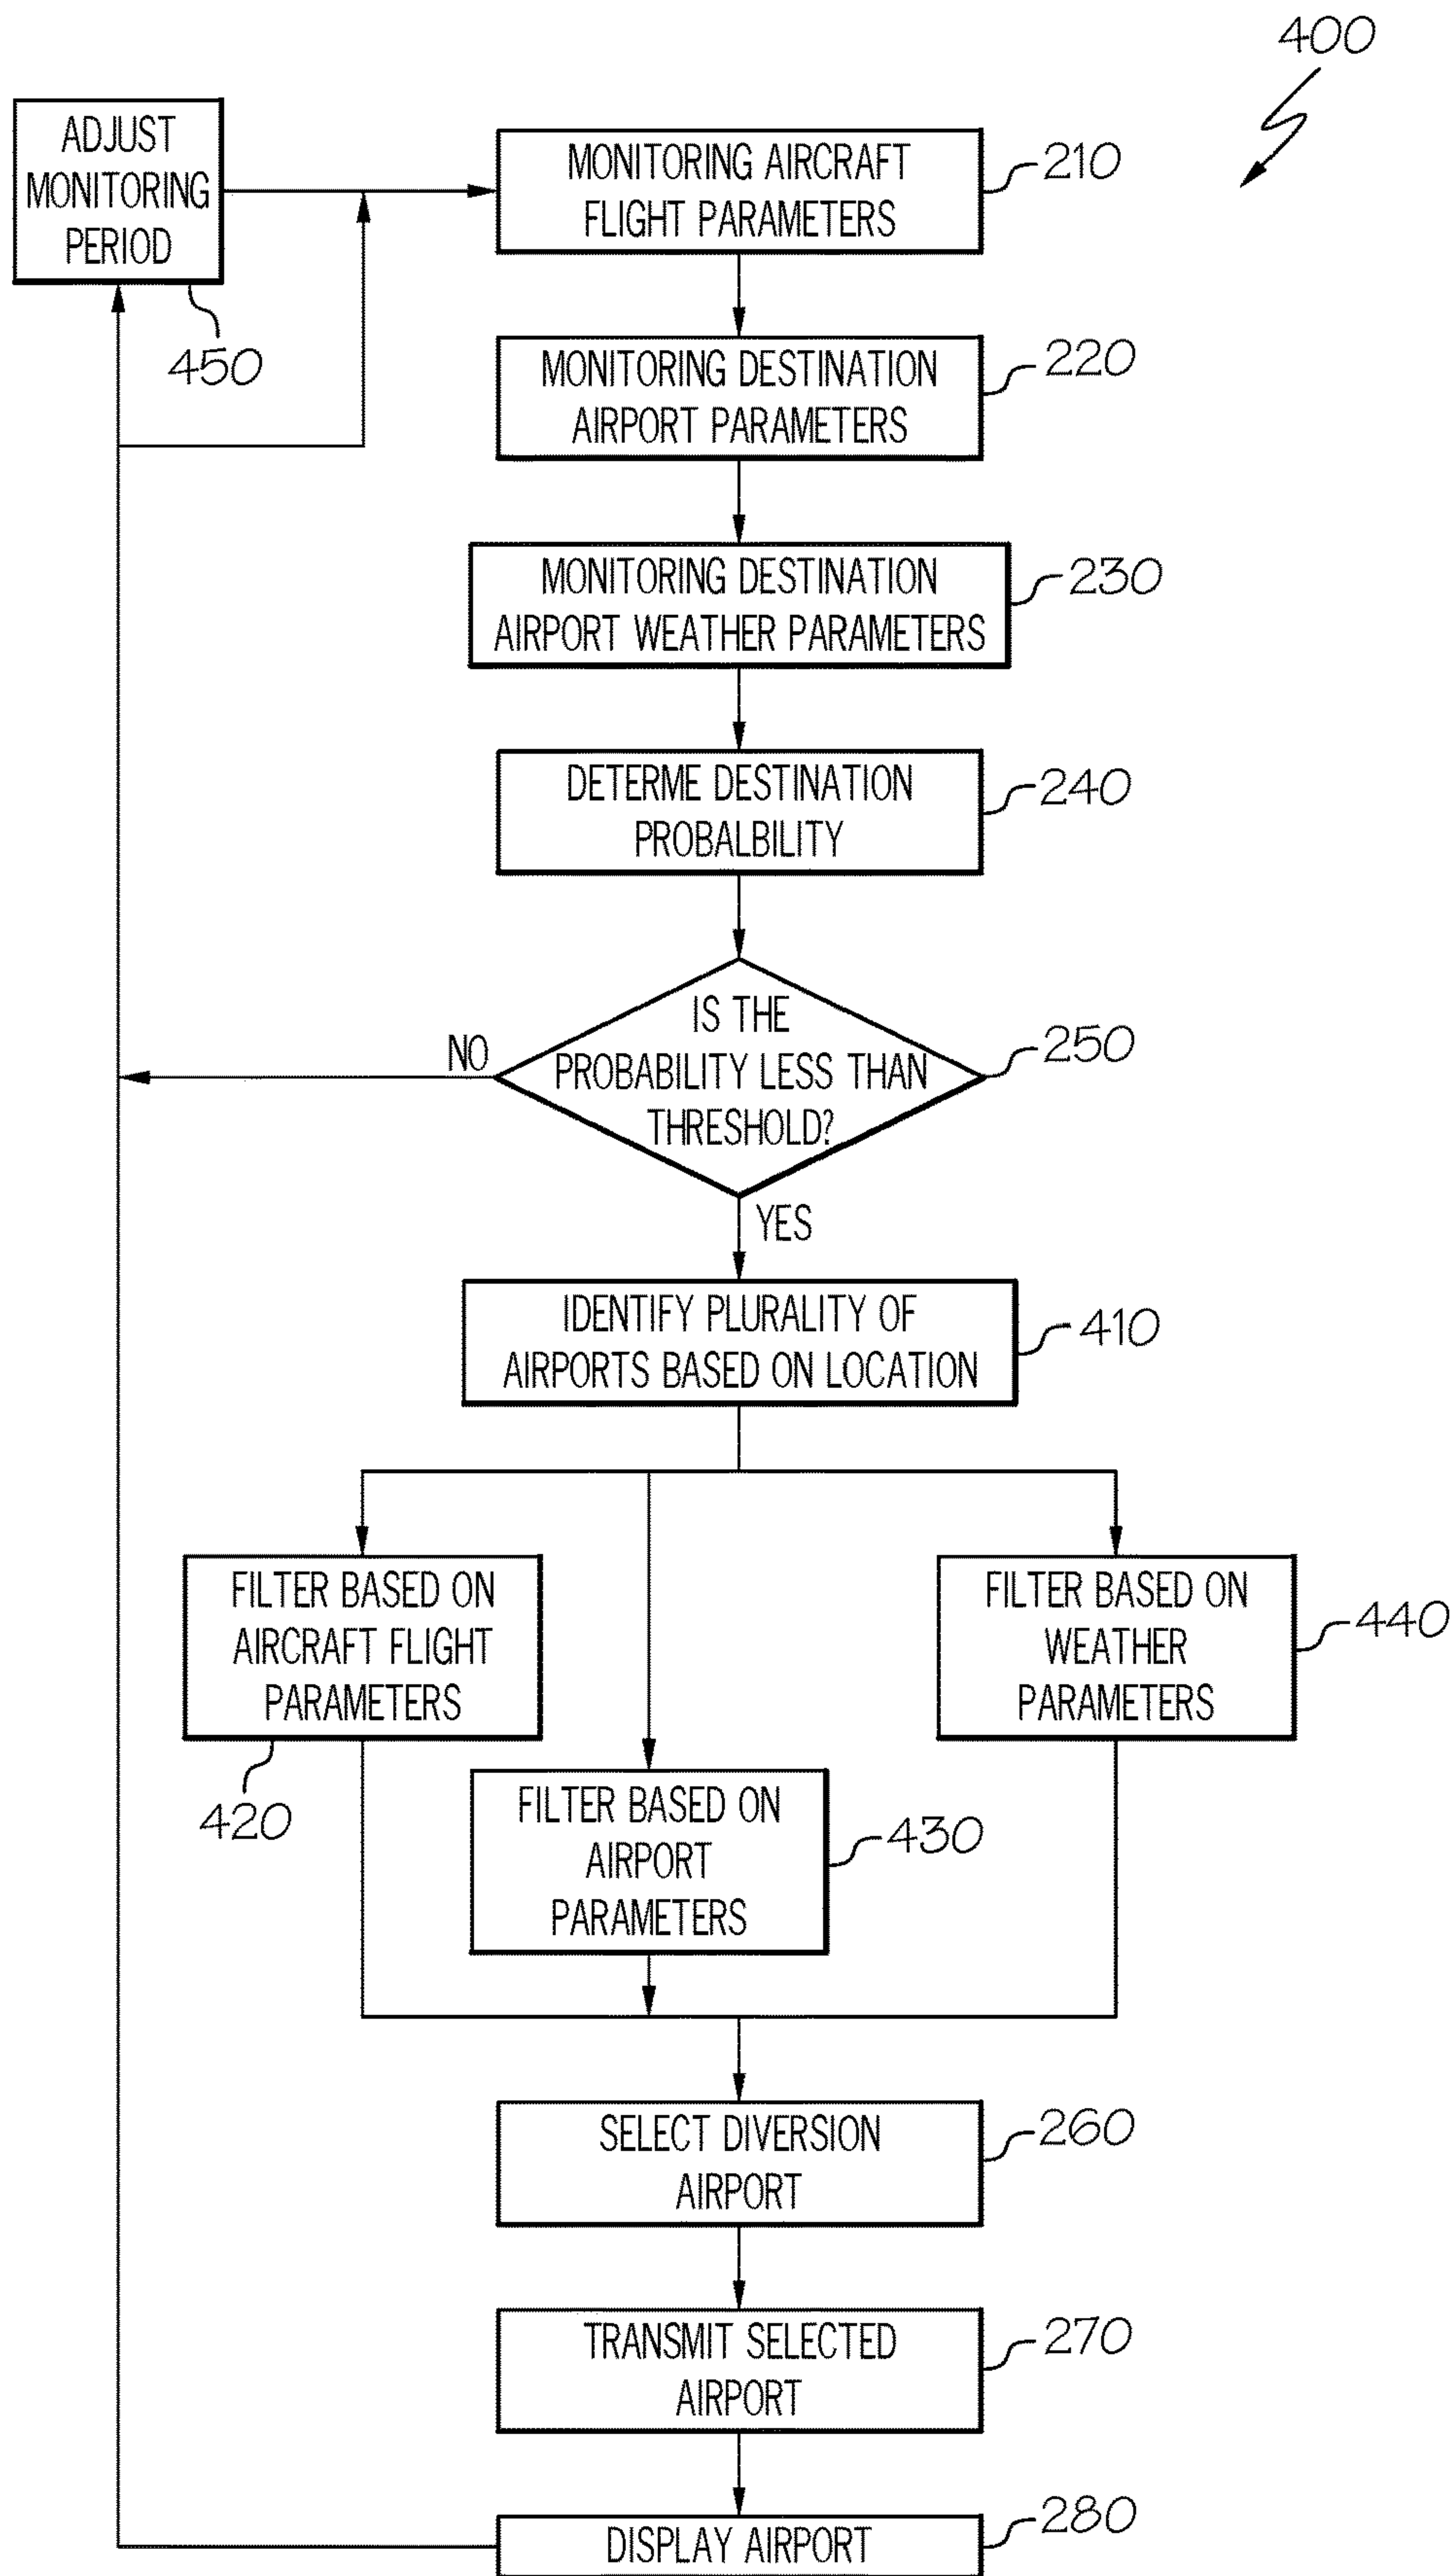 400
ADJUST
MONITORING
PERIOD
450
MONITORING AIRCRAFT
FLIGHT PARAMETERS
210
MONITORING DESTINATION
AIRPORT PARAMETERS
220
MONITORING DESTINATION
AIRPORT WEATHER PARAMETERS
230
DETERME DESTINATION
PROBALBILITY
240
IS THE
PROBABILITY LESS THAN
THRESHOLD?
250
NO
YES
IDENTIFY PLURALITY OF
AIRPORTS BASED ON LOCATION
410
FILTER BASED ON
AIRCRAFT FLIGHT
PARAMETERS
420
FILTER BASED ON
AIRPORT
PARAMETERS
430
FILTER BASED ON
WEATHER
PARAMETERS
440
SELECT DIVERSION
AIRPORT
260
TRANSMIT SELECTED
AIRPORT
270
DISPLAY AIRPORT
280